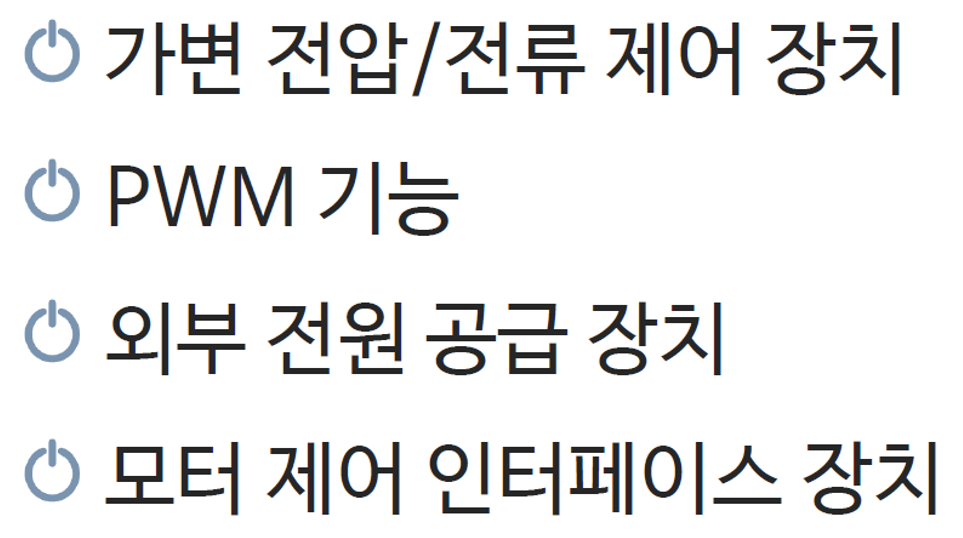 가변 전압/전류 제어 장치
PWM 기능
외부 전원 공급 장치
모터 제어 인터페이스 장치